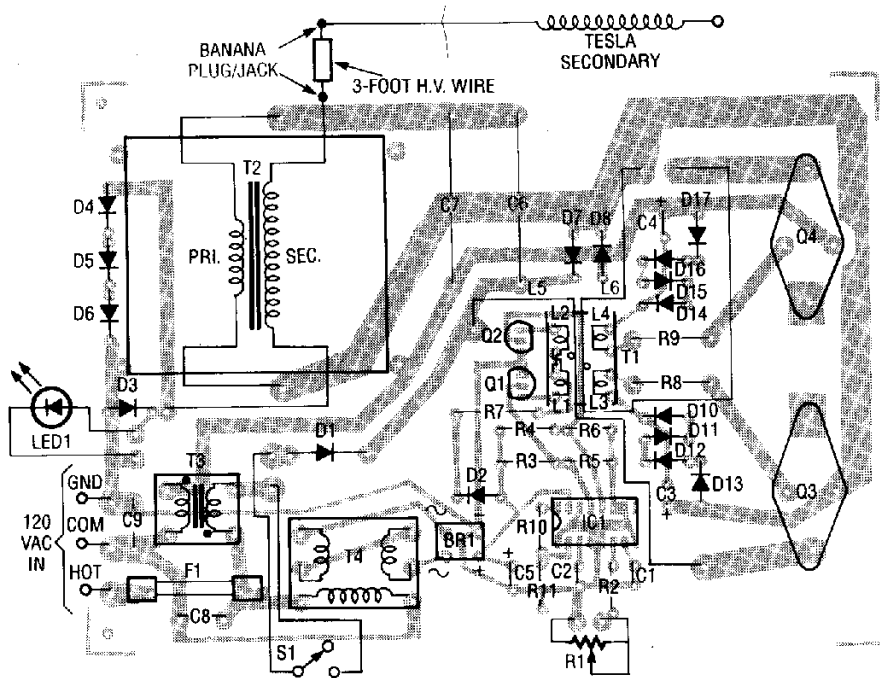 BANANA
PLUG/JACK
3-FOOT H.V. WIRE
TESLA
SECONDARY
T2
PRI.
SEC.
D4
D5
D6
C7
C6
D7
D8
C4
+
D17
D16
D15
D14
Q4
L5
L6
L2
L4
Q2
Q1
T1
L1
L3
R9
R8
D3
LED1
T3
D1
R7
R4
R6
R3
R5
D2
D10
D11
D12
D13
C3
+
Q3
GND
120
VAC
IN
COM
HOT
C9
F1
C8
T4
~
~
BR1
+
+
C5
R10
R11
IC1
C2
R2
C1
S1
R1